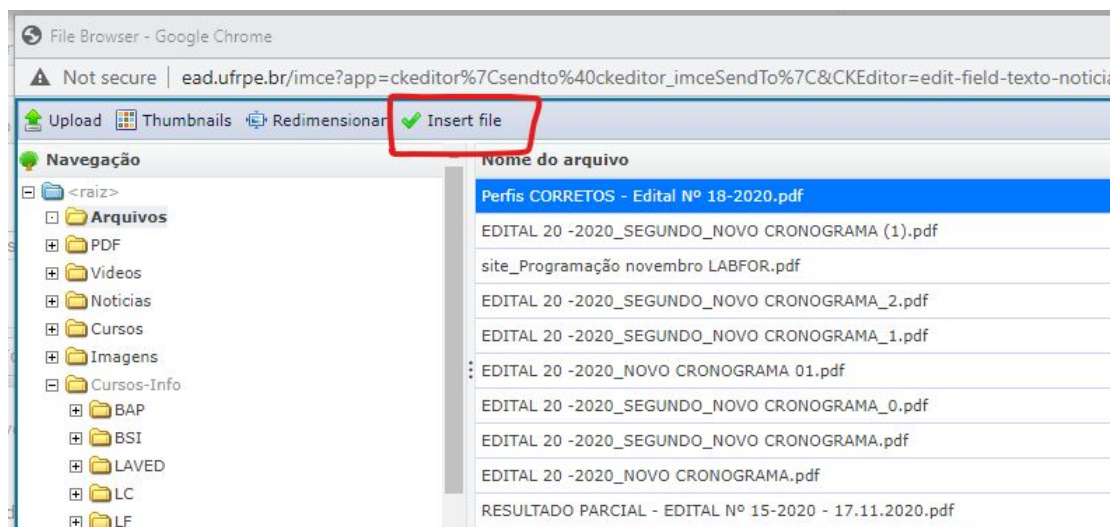 File Browser - Google Chrome
Not secure | ead.ufrpe.br/imce?app=ckeditor%7Csendto%40ckeditor_imceSendTo%7C&CKEditor=edit-field-texto-noticia
Upload Thumbnails Redimensionar Insert file
Navegação
<raiz>
Arquivos
PDF
Videos
Noticias
Cursos
Imagens
Cursos-Info
BAP
BSI
LAVED
LC
LF
Nome do arquivo
Perfis CORRETOS - Edital Nº 18-2020.pdf
EDITAL 20 -2020_SEGUNDO_NOVO CRONOGRAMA (1).pdf
site_Programação novembro LABFOR.pdf
EDITAL 20 -2020_SEGUNDO_NOVO CRONOGRAMA_2.pdf
EDITAL 20 -2020_SEGUNDO_NOVO CRONOGRAMA_1.pdf
EDITAL 20 -2020_NOVO CRONOGRAMA 01.pdf
EDITAL 20 -2020_SEGUNDO_NOVO CRONOGRAMA_0.pdf
EDITAL 20 -2020_SEGUNDO_NOVO CRONOGRAMA.pdf
EDITAL 20 -2020_NOVO CRONOGRAMA.pdf
RESULTADO PARCIAL - EDITAL Nº 15-2020 - 17.11.2020.pdf